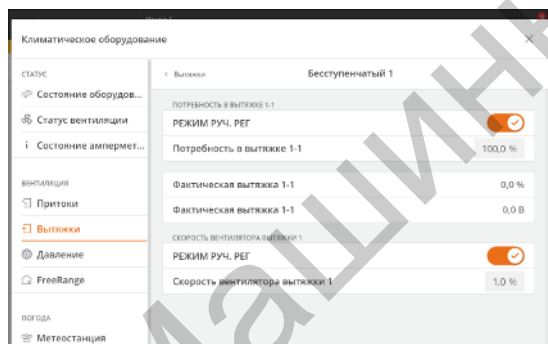 Климатическое оборудование
СТАТУС
Состояние оборудов...
Статус вентиляции
Состояние ампермет...
ВЕНТИЛЯЦИЯ
Притоки
Вытяжки
Давление
FreeRange
ПОГОДА
Метеостанция
Вытяжки
Бесступенчатый 1
ПОТРЕБНОСТЬ В ВЫТЯЖКЕ 1-1
РЕЖИМ РУЧ. РЕГ
Потребность в вытяжке 1-1 100,0 %
Фактическая вытяжка 1-1 0,0 %
Фактическая вытяжка 1-1 0,0 В
СКОРОСТЬ ВЕНТИЛЯТОРА ВЫТЯЖКИ 1
РЕЖИМ РУЧ. РЕГ
Скорость вентилятора вытяжки 1 1,0 %